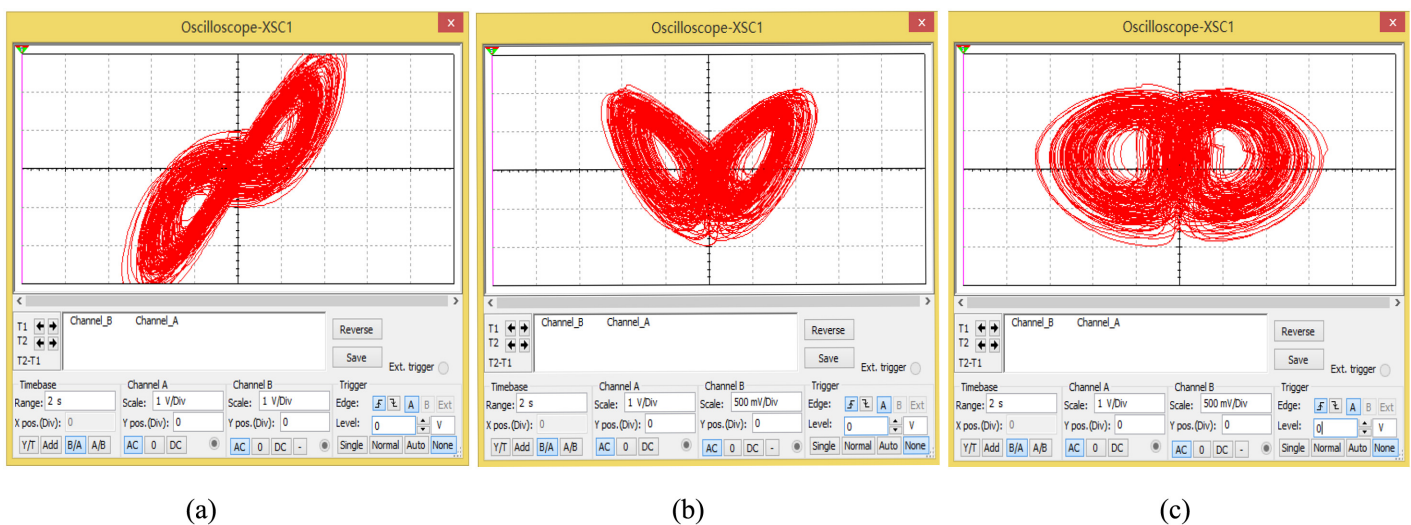 Oscilloscope-XSC1
x
T1
T2
T2-T1
Channel_B Channel_A
Reverse
Save
Ext. trigger
Timebase
Range: 2 s
X pos.(Div): 0
Y/T Add B/A A/B
Channel A
Scale: 1 V/Div
Y pos.(Div): 0
AC 0 DC
Channel B
Scale: 1 V/Div
Y pos.(Div): 0
AC 0 DC -
Trigger
Edge: A B Ext
Level: 0 V
Single Normal Auto None
(a)
Oscilloscope-XSC1
x
T1
T2
T2-T1
Channel_B Channel_A
Reverse
Save
Ext. trigger
Timebase
Range: 2 s
X pos.(Div): 0
Y/T Add B/A A/B
Channel A
Scale: 1 V/Div
Y pos.(Div): 0
AC 0 DC
Channel B
Scale: 500 mV/Div
Y pos.(Div): 0
AC 0 DC -
Trigger
Edge: A B Ext
Level: 0 V
Single Normal Auto None
(b)
Oscilloscope-XSC1
x
T1
T2
T2-T1
Channel_B Channel_A
Reverse
Save
Ext. trigger
Timebase
Range: 2 s
X pos.(Div): 0
Y/T Add B/A A/B
Channel A
Scale: 1 V/Div
Y pos.(Div): 0
AC 0 DC
Channel B
Scale: 500 mV/Div
Y pos.(Div): 0
AC 0 DC -
Trigger
Edge: A B Ext
Level: 0 V
Single Normal Auto None
(c)